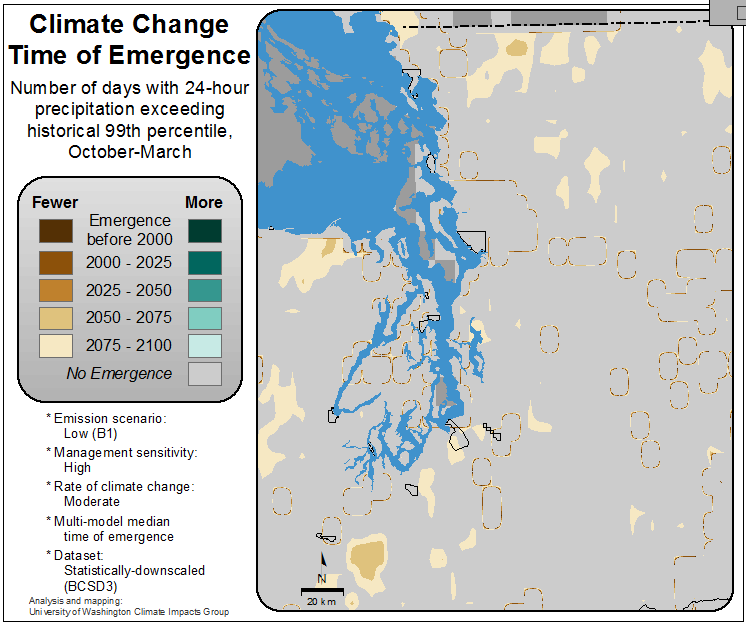 Climate Change
Time of Emergence
Number of days with 24-hour
precipitation exceeding
historical 99th percentile,
October-March
Fewer More
Emergence
before 2000
2000 - 2025
2025 - 2050
2050 - 2075
2075 - 2100
No Emergence
* Emission scenario:
Low (B1)
* Management sensitivity:
High
* Rate of climate change:
Moderate
* Multi-model median
time of emergence
* Dataset:
Statistically-downscaled
(BCSD3)
Analysis and mapping:
University of Washington Climate Impacts Group
N
20 km